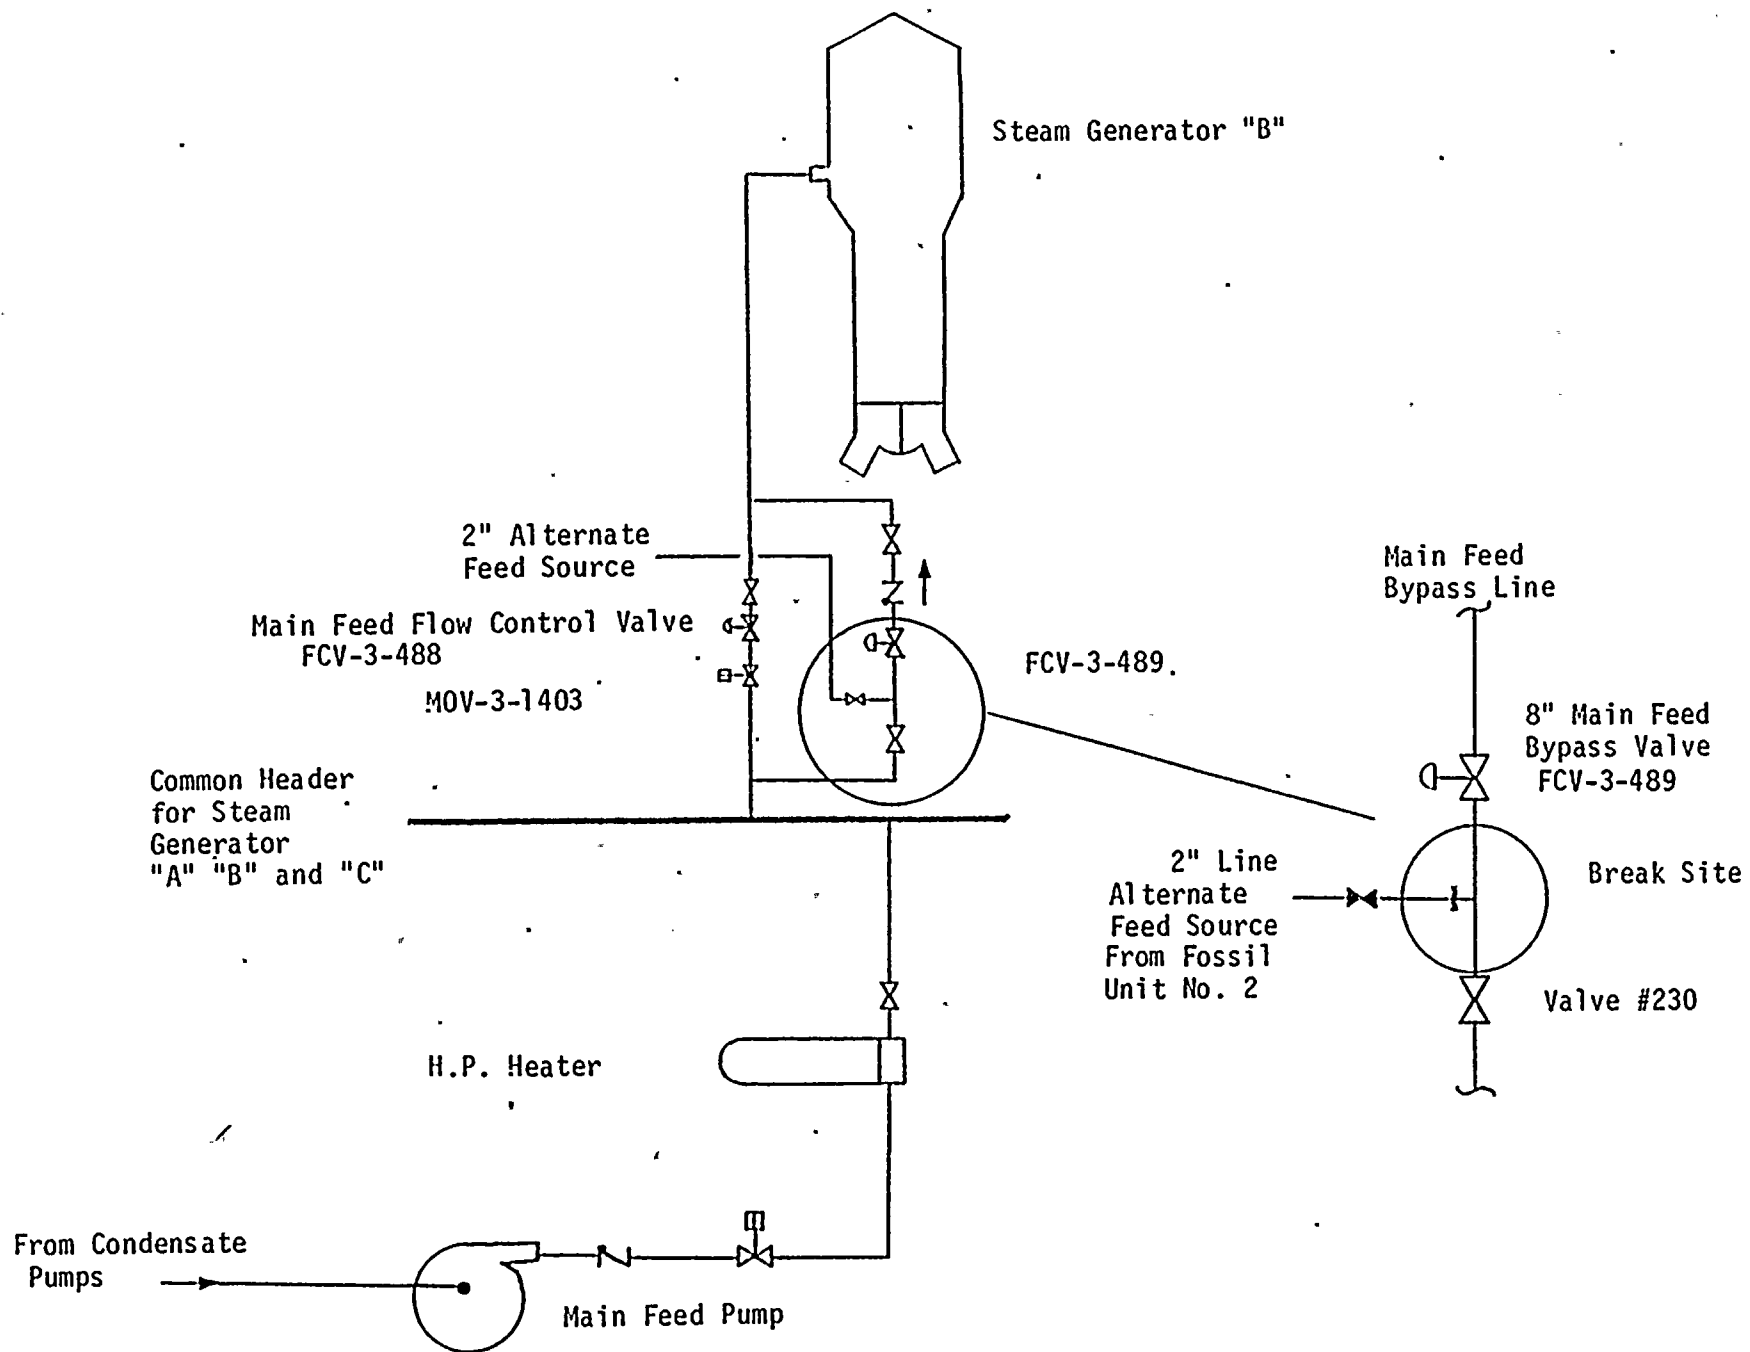 Steam Generator "B"
2" Alternate
Feed Source
Main Feed Flow Control Valve
FCV-3-488
MOV-3-1403
FCV-3-489.
Common Header
for Steam
Generator
"A" "B" and "C"
Main Feed
Bypass Line
8" Main Feed
Bypass Valve
FCV-3-489
2" Line
Alternate
Feed Source
From Fossil
Unit No. 2
Break Site
Valve #230
H.P. Heater
From Condensate
Pumps
Main Feed Pump